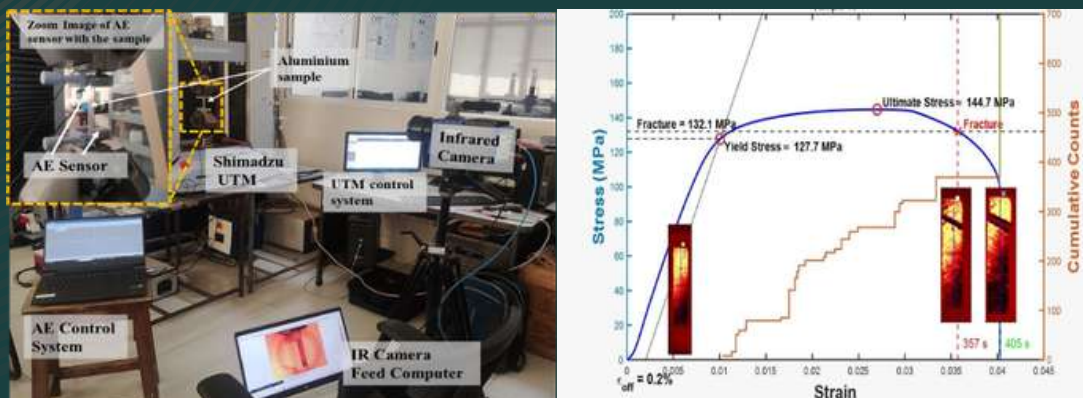 Zoom Image of AE
sensor with the sample
Aluminium
sample
AE Sensor
Shimadzu
UTM
UTM control
system
Infrared
Camera
AE Control
System
IR Camera
Feed Computer
200
180
160
140
120
100
80
60
40
20
0
Stress (MPa)
Ultimate Stress= 144.7 MPa
Fracture = 132.1 MPa
Fracture
Yield Stress = 127.7 MPa
700
600
500
400
300
200
100
0
Cumulative Counts
357 s
405 s
0
0.005
0.01
0.015
0.02
0.025
0.03
0.035
0.04
0.045
Strain
ϵoff = 0.2%